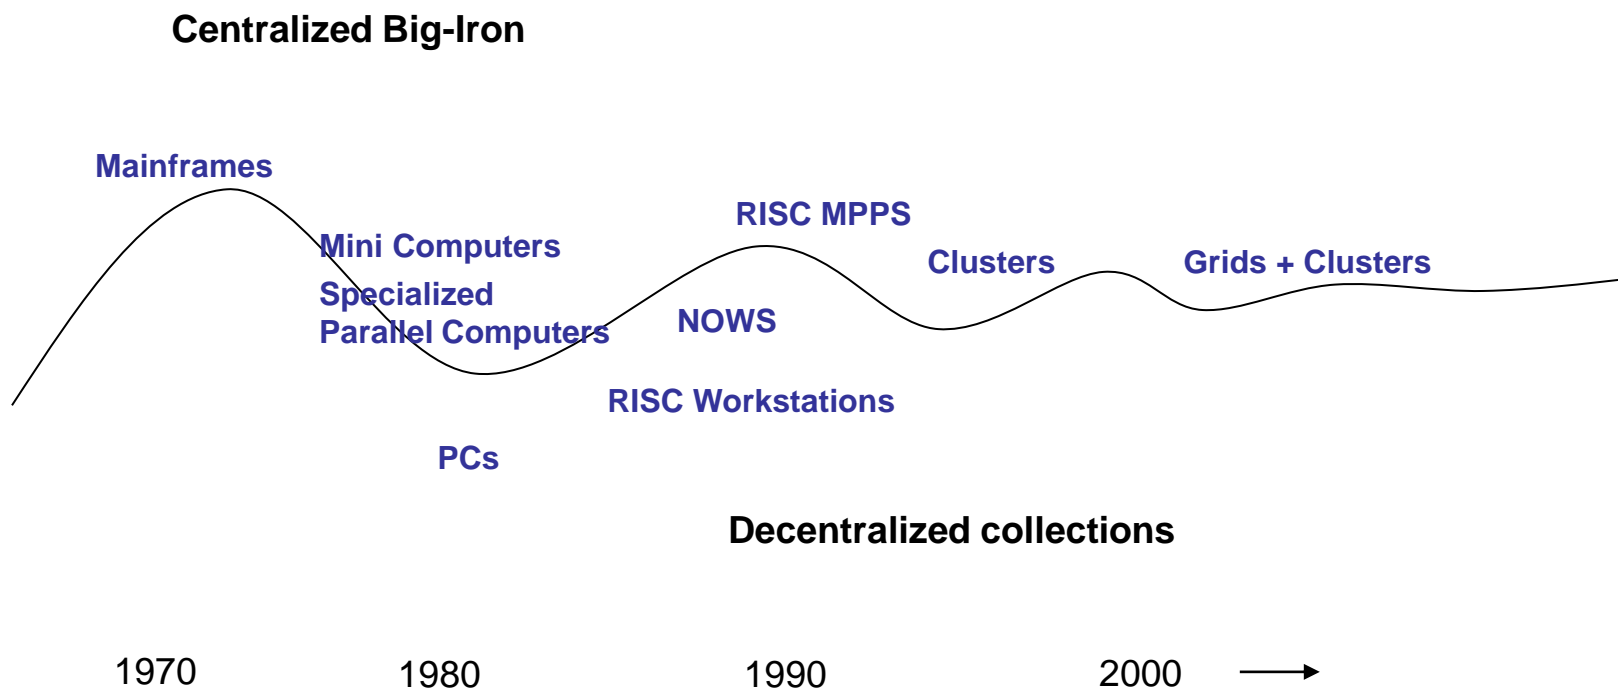 Centralized Big-Iron
Mainframes
Mini Computers
Specialized
Parallel Computers
PCs
RISC MPPS
NOWS
RISC Workstations
Clusters
Grids + Clusters
Decentralized collections
1970 1980 1990 2000